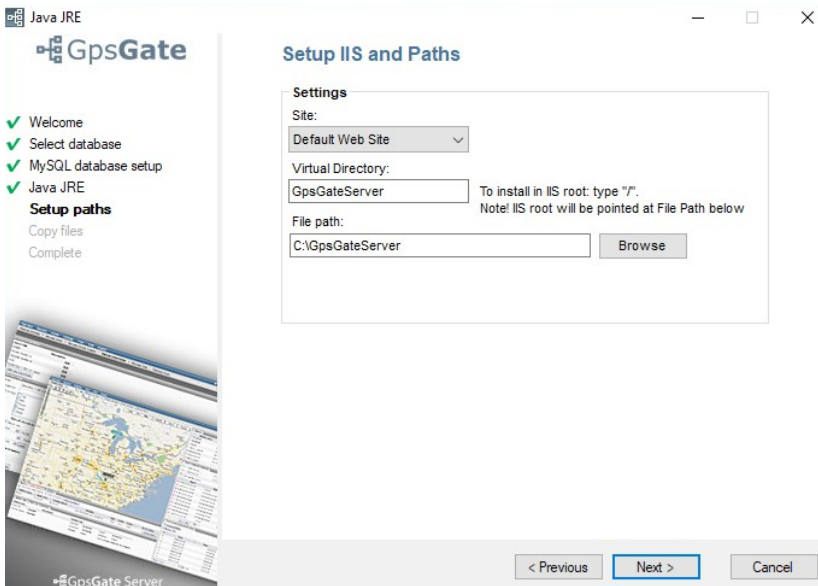 Java JRE
GpsGate
Setup IIS and Paths
Welcome
Select database
MySQL database setup
Java JRE
Setup paths
Copy files
Complete
Settings
Site:
Default Web Site
Virtual Directory:
GpsGateServer
To install in IIS root: type "/".
Note! IIS root will be pointed at File Path below
File path:
C:\GpsGateServer
Browse
GpsGate Server
< Previous
Next >
Cancel